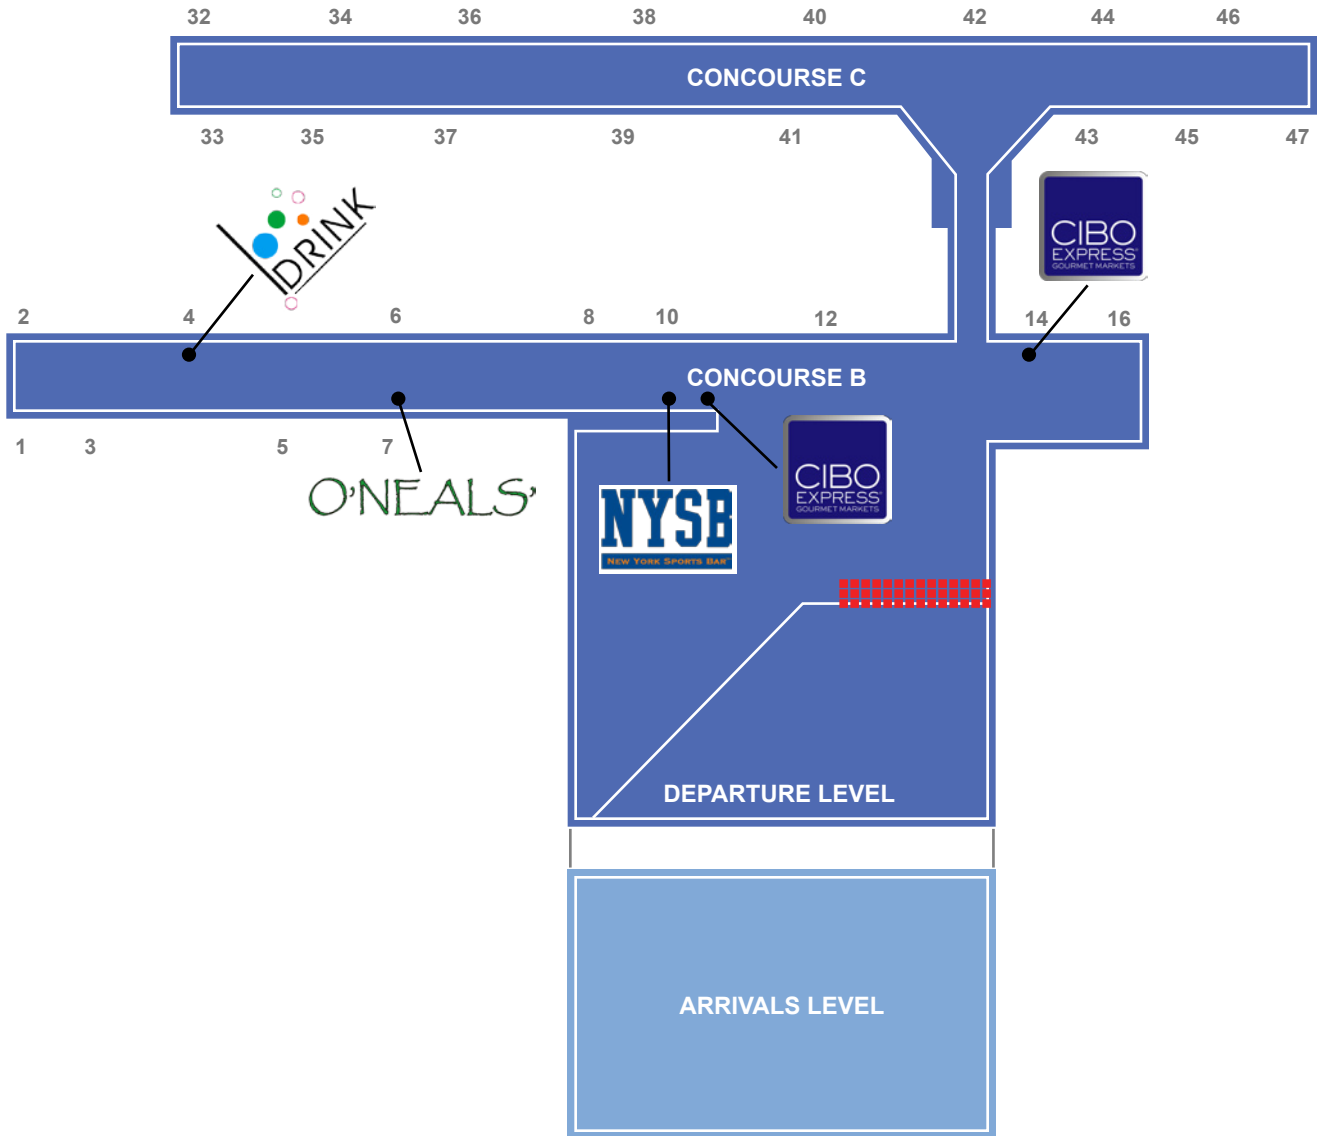 32 34 36 38 40 42 44 46
CONCOURSE C
33 35 37 39 41 43 45 47
DRINK
CIBO
EXPRESS
GOURMET MARKETS
2 4 6 8 10 12 14 16
CONCOURSE B
1 3 5 7
O'NEALS'
NYSB
NEW YORK SPORTS BAR
CIBO
EXPRESS
GOURMET MARKETS
DEPARTURE LEVEL
ARRIVALS LEVEL